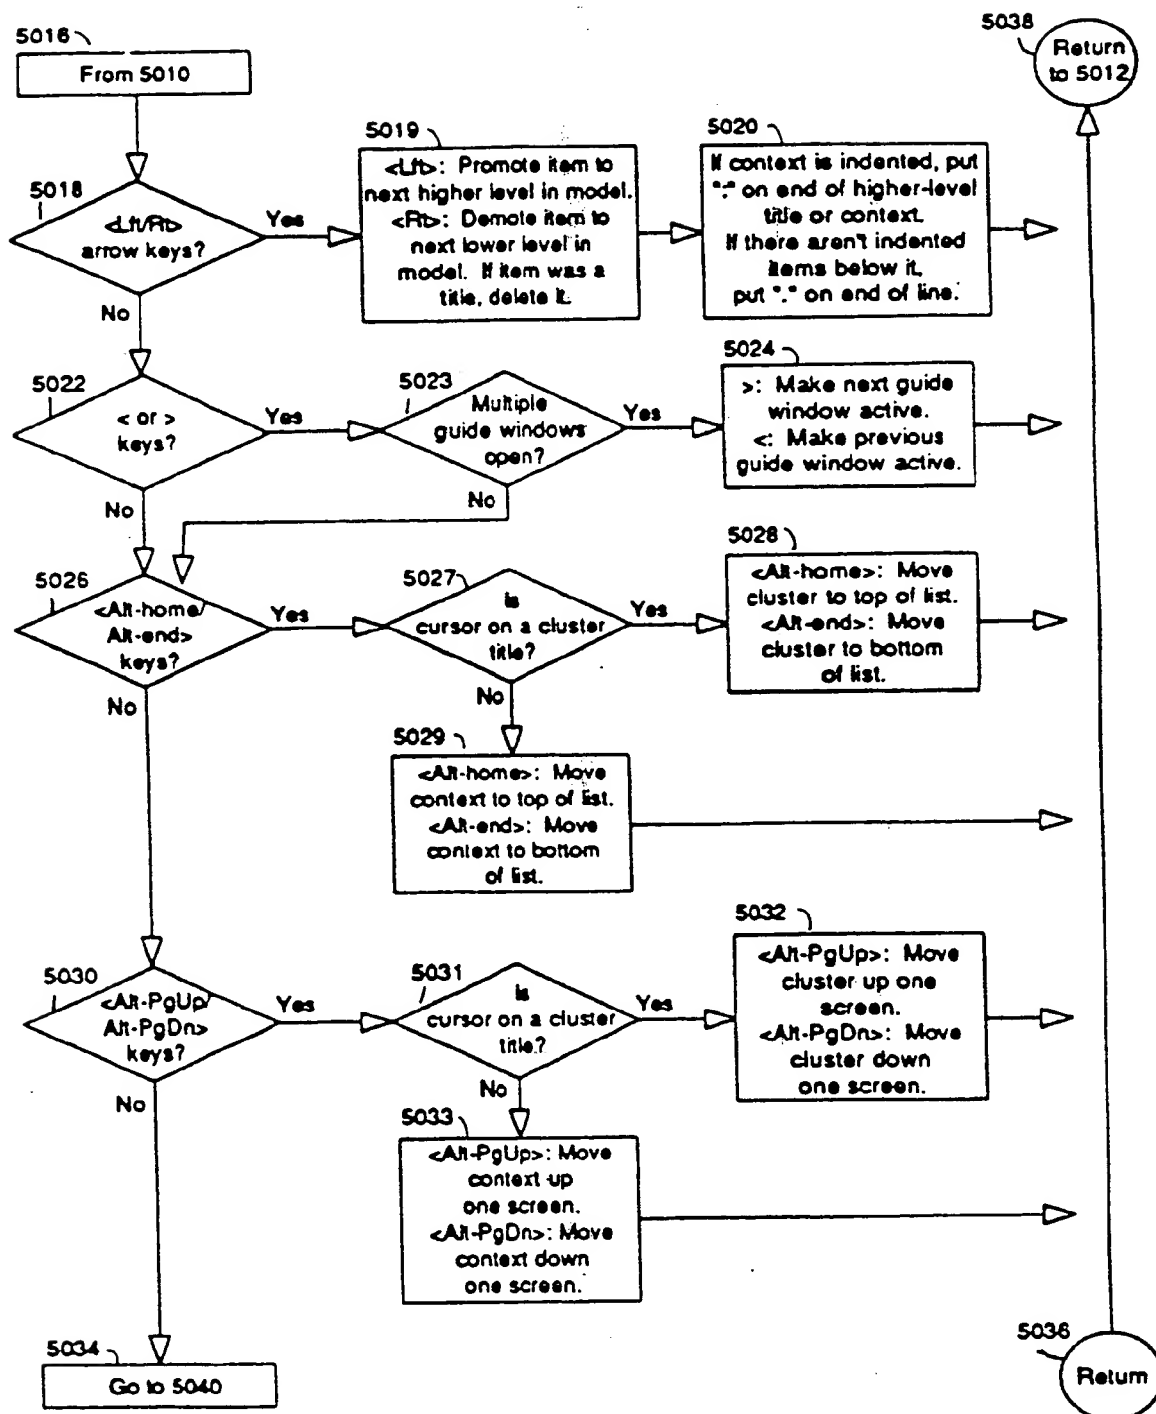 5016
From 5010
5038
Return
to 5012
5018
<Lft/Rt>
arrow keys?
Yes
No
5019
<Lft>: Promote item to
next higher level in model.
<Rt>: Demote item to
next lower level in
model. If item was a
title, delete it.
5020
If context is indented, put
":" on end of higher-level
title or context.
If there aren't indented
items below it,
put "." on end of line.
5022
< or >
keys?
Yes
No
5023
Multiple
guide windows
open?
Yes
No
5024
>: Make next guide
window active.
<: Make previous
guide window active.
5026
<Alt-home/
Alt-end>
keys?
Yes
No
5027
Is
cursor on a cluster
title?
Yes
No
5028
<Alt-home>: Move
cluster to top of list.
<Alt-end>: Move
cluster to bottom
of list.
5029
<Alt-home>: Move
context to top of list.
<Alt-end>: Move
context to bottom
of list.
5030
<Alt-PgUp/
Alt-PgDn>
keys?
Yes
No
5031
Is
cursor on a cluster
title?
Yes
No
5032
<Alt-PgUp>: Move
cluster up one
screen.
<Alt-PgDn>: Move
cluster down
one screen.
5033
<Alt-PgUp>: Move
context up
one screen.
<Alt-PgDn>: Move
context down
one screen.
5034
Go to 5040
5036
Return